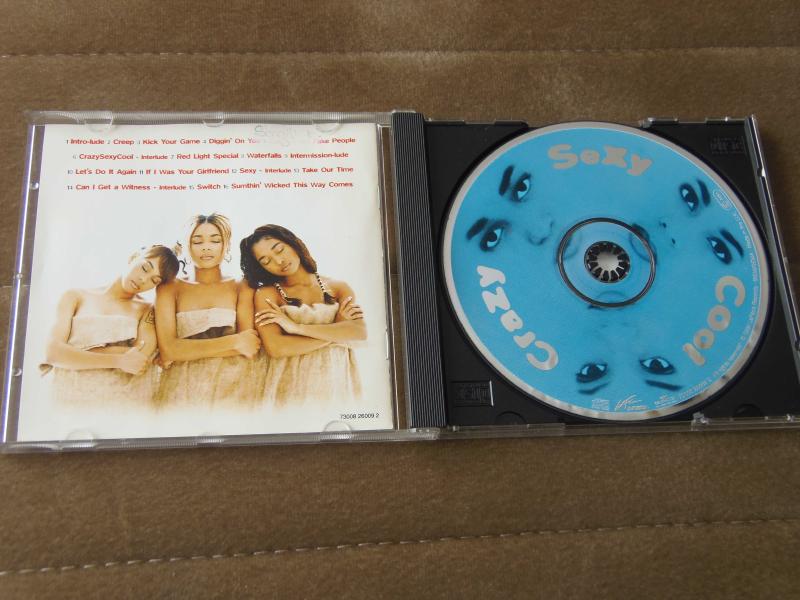 1 Intro-lude 2 Creep 3 Kick Your Game 4 Diggin' On You Take People
6 CrazySexyCool - Interlude 7 Red Light Special 8 Waterfalls 9 Intermission-lude
10 Let's Do It Again 11 If I Was Your Girlfriend 12 Sexy - Interlude 13 Take Our Time
14 Can I Get a Witness - Interlude 15 Switch 16 Sumthin' Wicked This Way Comes
73008 26009 2
Sexy
Crazy
Cool